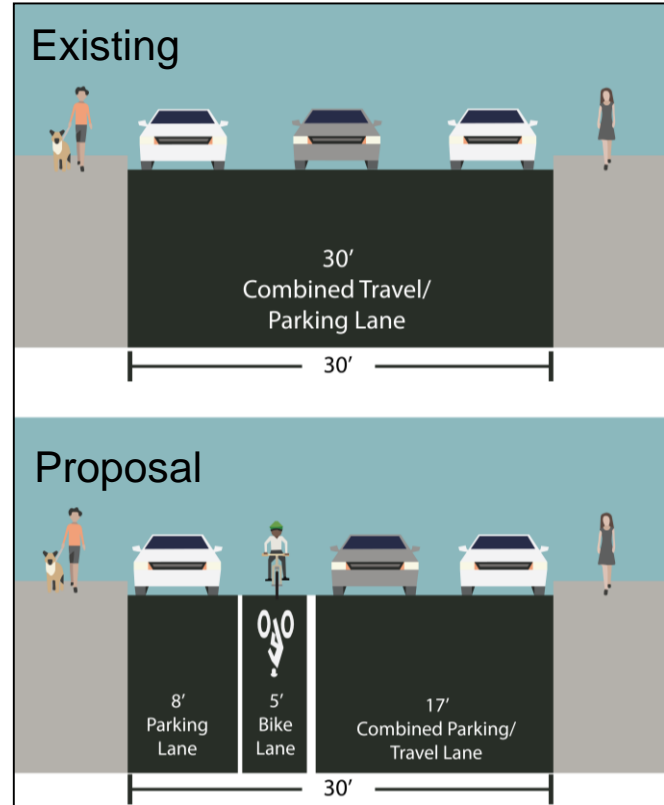 Existing
30’
Combined Travel/
Parking Lane
30’
Proposal
8’
Parking
Lane
5’
Bike
Lane
17’
Combined Parking/
Travel Lane
30’